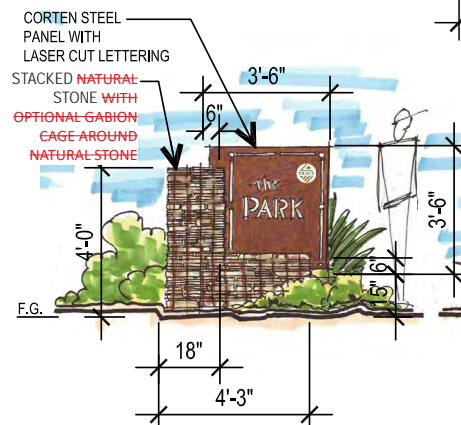 CORTEN STEEL
PANEL WITH
LASER CUT LETTERING
STACKED NATURAL
STONE WITH
OPTIONAL GABION
CAGE AROUND
NATURAL STONE
3'-6"
6"
the
PARK
4'-0"
3'-6"
6"
15"
F.G.
18"
4'-3"